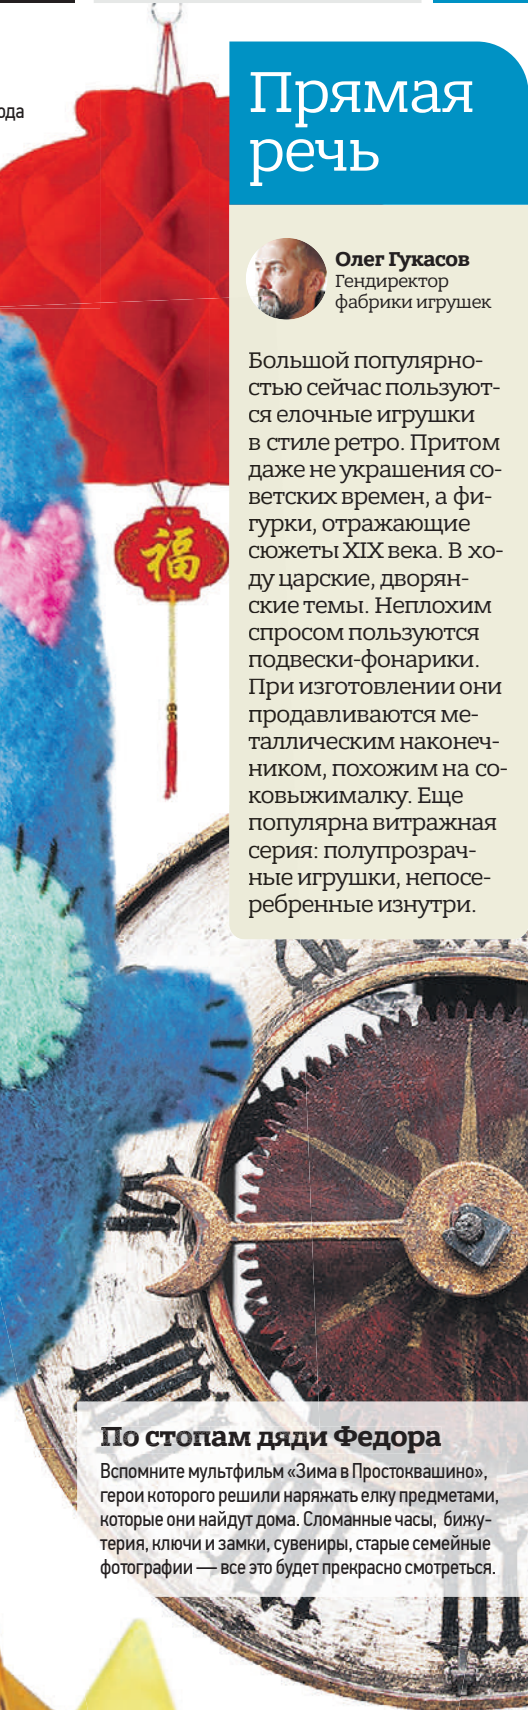 ода
Прямая
речь
Олег Гукасов
Гендиректор
фабрики игрушек
Большой популярно-
стью сейчас пользуют-
ся елочные игрушки
в стиле ретро. Притом
даже не украшения со-
ветских времен, а фи-
гурки, отражающие
сюжеты XIX века. В хо-
ду царские, дворян-
ские темы. Неплохим
спросом пользуются
подвески-фонарики.
При изготовлении они
продавливаются ме-
таллическим наконеч-
ником, похожим на со-
ковыжималку. Еще
популярна витражная
серия: полупрозрач-
ные игрушки, непосе-
ребренные изнутри.
福
По стопам дяди Федора
Вспомните мультфильм «Зима в Простоквашино»,
герои которого решили наряжать елку предметами,
которые они найдут дома. Сломанные часы, бижу-
терия, ключи и замки, сувениры, старые семейные
фотографии — все это будет прекрасно смотреться.